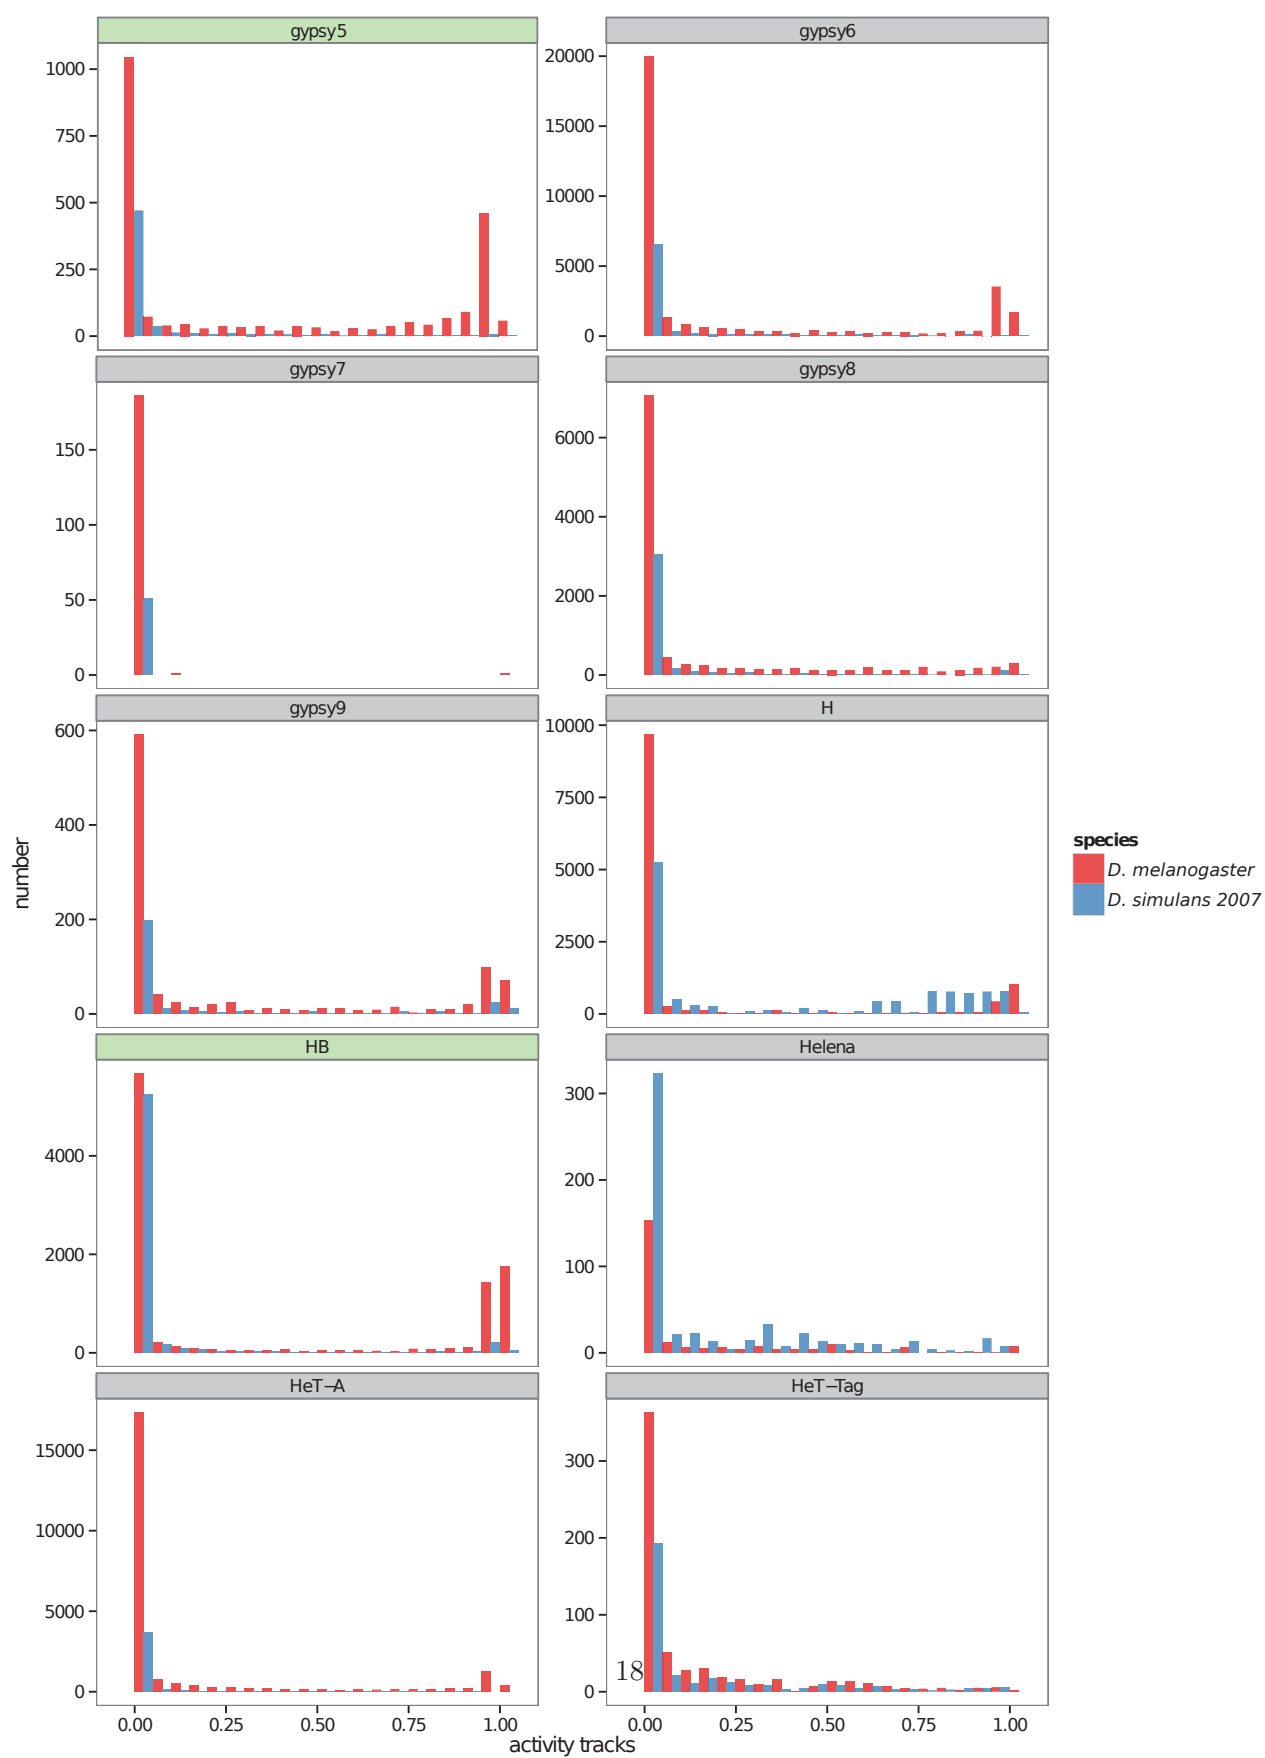 gypsy5
gypsy6
1000
750
500
250
0
20000
15000
10000
5000
0
gypsy7
gypsy8
150
100
50
0
6000
4000
2000
0
gypsy9
H
600
400
200
0
10000
7500
5000
2500
0
number
species
D. melanogaster
D. simulans 2007
HB
Helena
4000
2000
0
300
200
100
0
HeT−A
HeT−Tag
15000
10000
5000
0
300
200
100
0
18
0.00 0.25 0.50 0.75 1.00
0.00 0.25 0.50 0.75 1.00
activity tracks